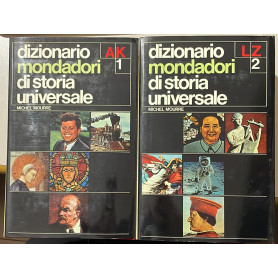 dizionario
mondadori
di storia
universale
AK
1
MICHEL MOURRE
dizionario
mondadori
di storia
universale
LZ
2
MICHEL MOURRE